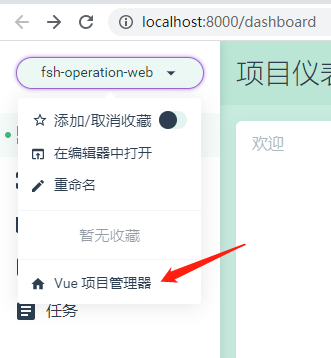 localhost:8000/dashboard
fsh-operation-web
项目仪表
添加/取消收藏
欢迎
在编辑器中打开
重命名
暂无收藏
Vue 项目管理器
任务